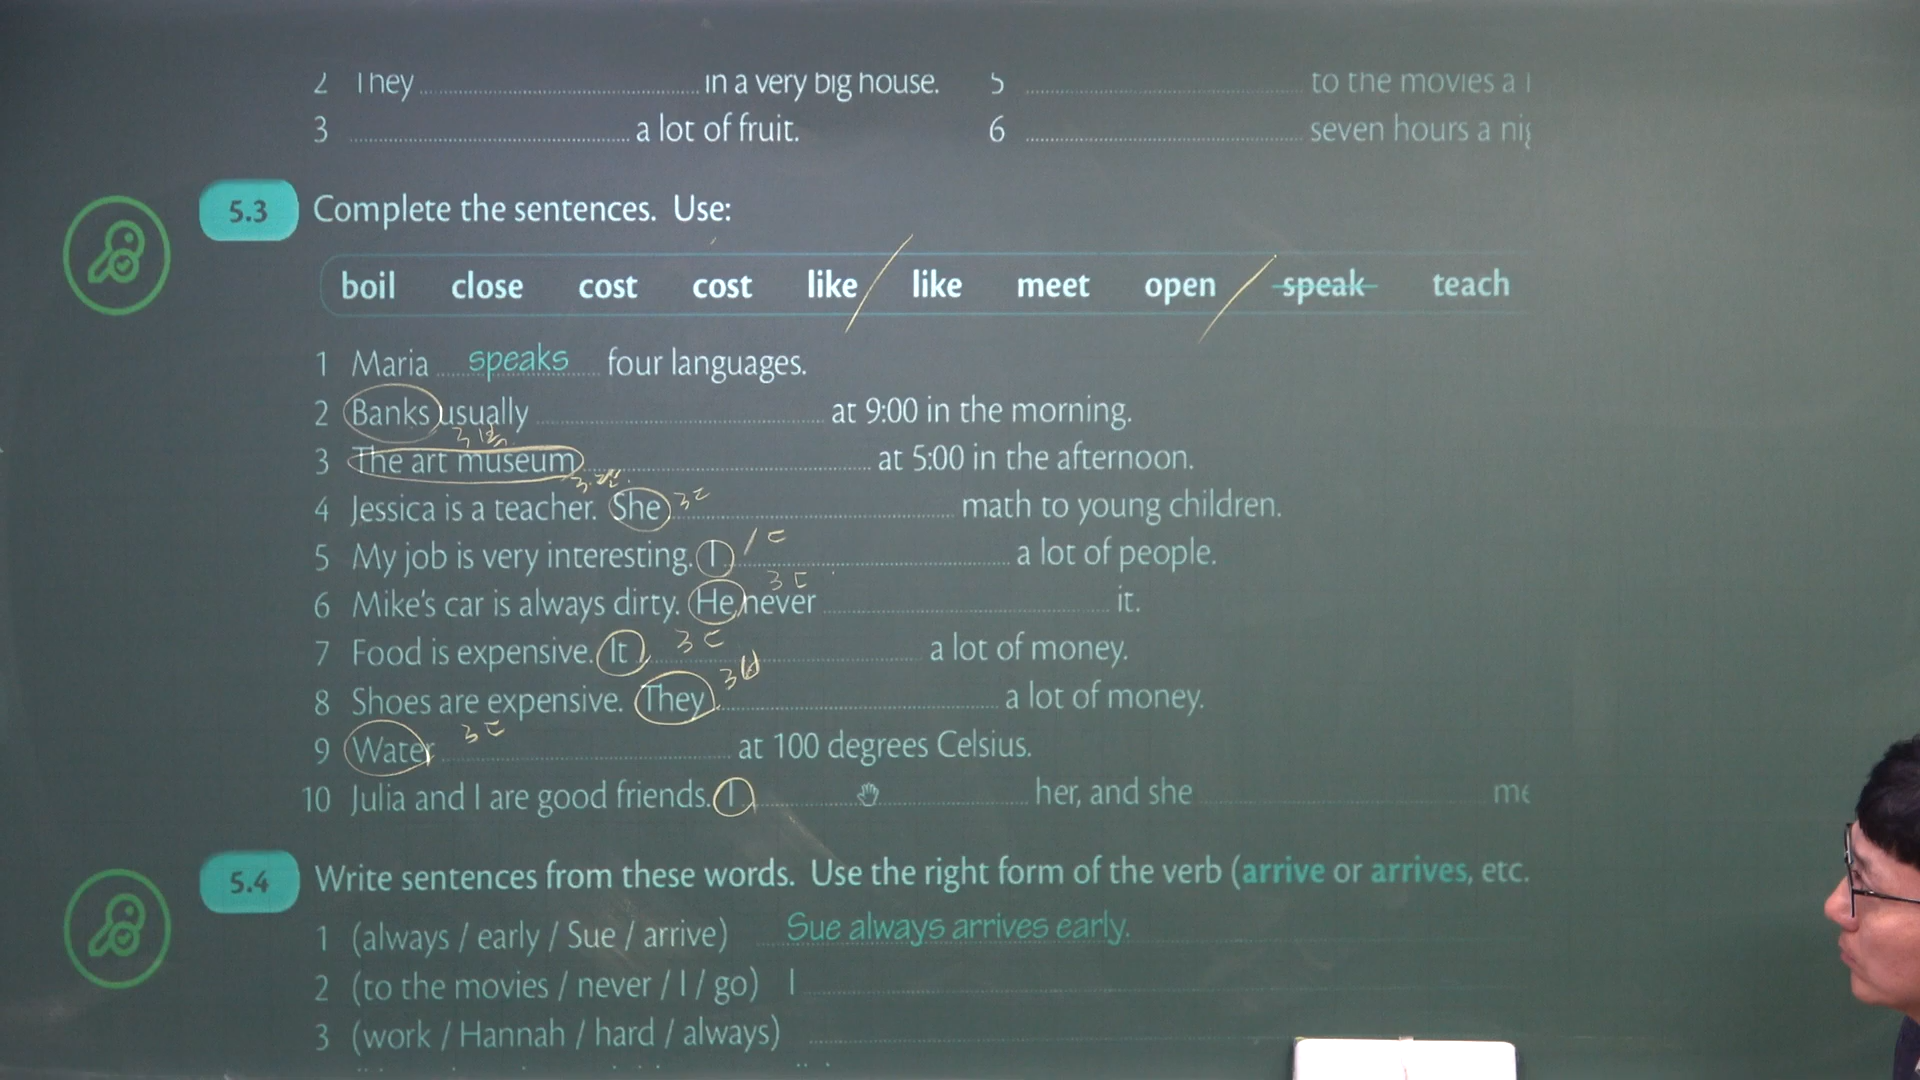 2 They ........ in a very big house. 5 ........ to the movies a l
3 ........ a lot of fruit. 6 ........ seven hours a nig
5.3 Complete the sentences. Use:
boil close cost cost like like meet open speak teach
1 Maria speaks four languages.
2 Banks usually ........ at 9:00 in the morning.
3 The art museum ........ at 5:00 in the afternoon.
4 Jessica is a teacher. She 3ㄷ ........ math to young children.
5 My job is very interesting. I 1ㄷ ........ a lot of people.
6 Mike's car is always dirty. He never 3ㄷ ........ it.
7 Food is expensive. It 3ㄷ ........ a lot of money.
8 Shoes are expensive. They ........ a lot of money.
9 Water 3ㄷ ........ at 100 degrees Celsius.
10 Julia and I are good friends. I ........ her, and she ........ me
5.4 Write sentences from these words. Use the right form of the verb (arrive or arrives, etc.
1 (always / early / Sue / arrive) Sue always arrives early.
2 (to the movies / never / I / go) I ........
3 (work / Hannah / hard / always) ........